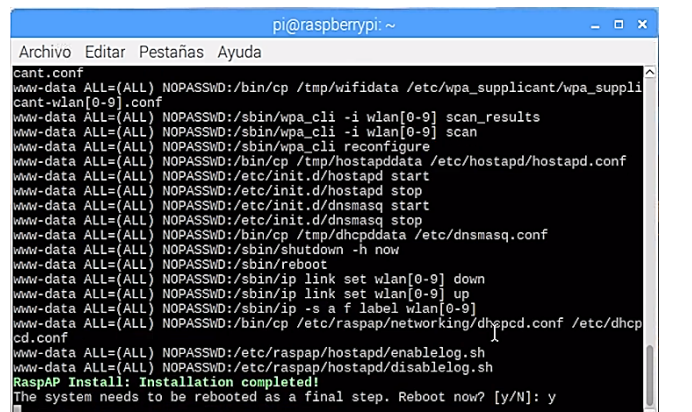 pi@raspberrypi: ~
Archivo Editar Pestañas Ayuda
cant.conf
www-data ALL=(ALL) NOPASSWD:/bin/cp /tmp/wifidata /etc/wpa_supplicant/wpa_suppli
cant-wlan[0-9].conf
www-data ALL=(ALL) NOPASSWD:/sbin/wpa_cli -i wlan[0-9] scan_results
www-data ALL=(ALL) NOPASSWD:/sbin/wpa_cli -i wlan[0-9] scan
www-data ALL=(ALL) NOPASSWD:/sbin/wpa_cli reconfigure
www-data ALL=(ALL) NOPASSWD:/bin/cp /tmp/hostapddata /etc/hostapd/hostapd.conf
www-data ALL=(ALL) NOPASSWD:/etc/init.d/hostapd start
www-data ALL=(ALL) NOPASSWD:/etc/init.d/hostapd stop
www-data ALL=(ALL) NOPASSWD:/etc/init.d/dnsmasq start
www-data ALL=(ALL) NOPASSWD:/etc/init.d/dnsmasq stop
www-data ALL=(ALL) NOPASSWD:/bin/cp /tmp/dhcpddata /etc/dnsmasq.conf
www-data ALL=(ALL) NOPASSWD:/sbin/shutdown -h now
www-data ALL=(ALL) NOPASSWD:/sbin/reboot
www-data ALL=(ALL) NOPASSWD:/sbin/ip link set wlan[0-9] down
www-data ALL=(ALL) NOPASSWD:/sbin/ip link set wlan[0-9] up
www-data ALL=(ALL) NOPASSWD:/sbin/ip -s a f label wlan[0-9]
www-data ALL=(ALL) NOPASSWD:/bin/cp /etc/raspap/networking/dhcpcd.conf /etc/dhcp
cd.conf
www-data ALL=(ALL) NOPASSWD:/etc/raspap/hostapd/enablelog.sh
www-data ALL=(ALL) NOPASSWD:/etc/raspap/hostapd/disablelog.sh
RaspAP Install: Installation completed!
The system needs to be rebooted as a final step. Reboot now? [y/N]: y